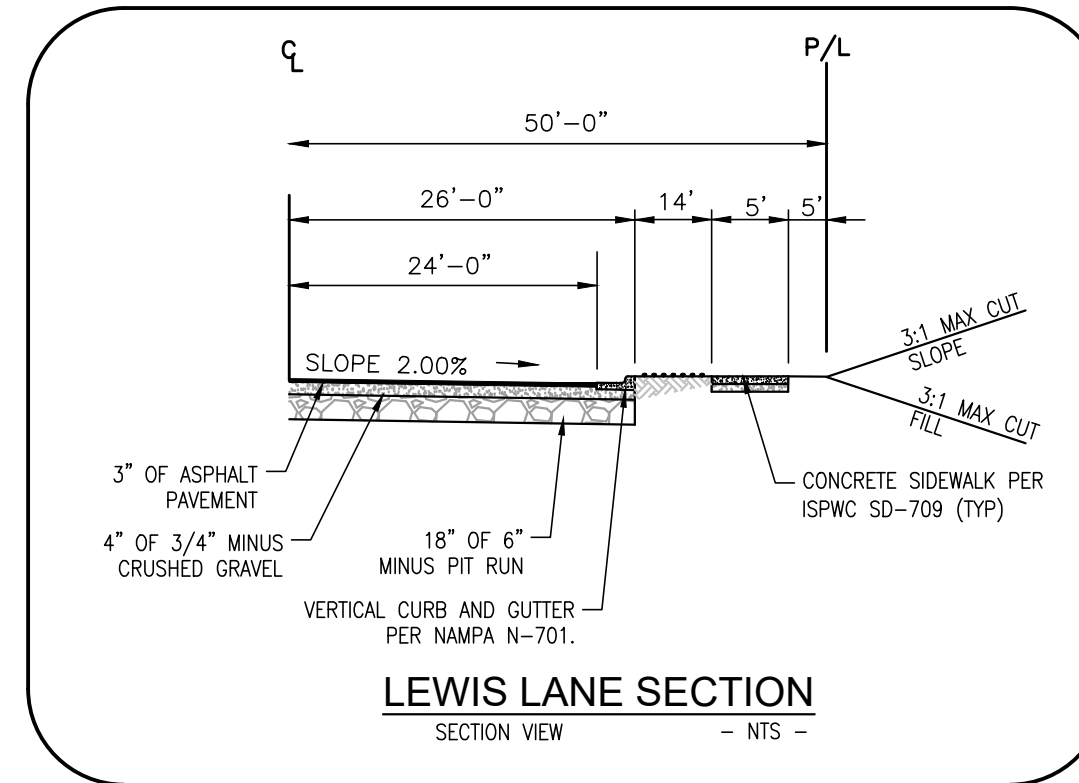 ℄ P/L
50'-0"
26'-0" 14' 5' 5'
24'-0"
SLOPE 2.00%
3:1 MAX CUT
SLOPE
3:1 MAX CUT
FILL
3" OF ASPHALT
PAVEMENT
4" OF 3/4" MINUS
CRUSHED GRAVEL
18" OF 6"
MINUS PIT RUN
VERTICAL CURB AND GUTTER
PER NAMPA N-701.
CONCRETE SIDEWALK PER
ISPWC SD-709 (TYP)
LEWIS LANE SECTION
SECTION VIEW - NTS -